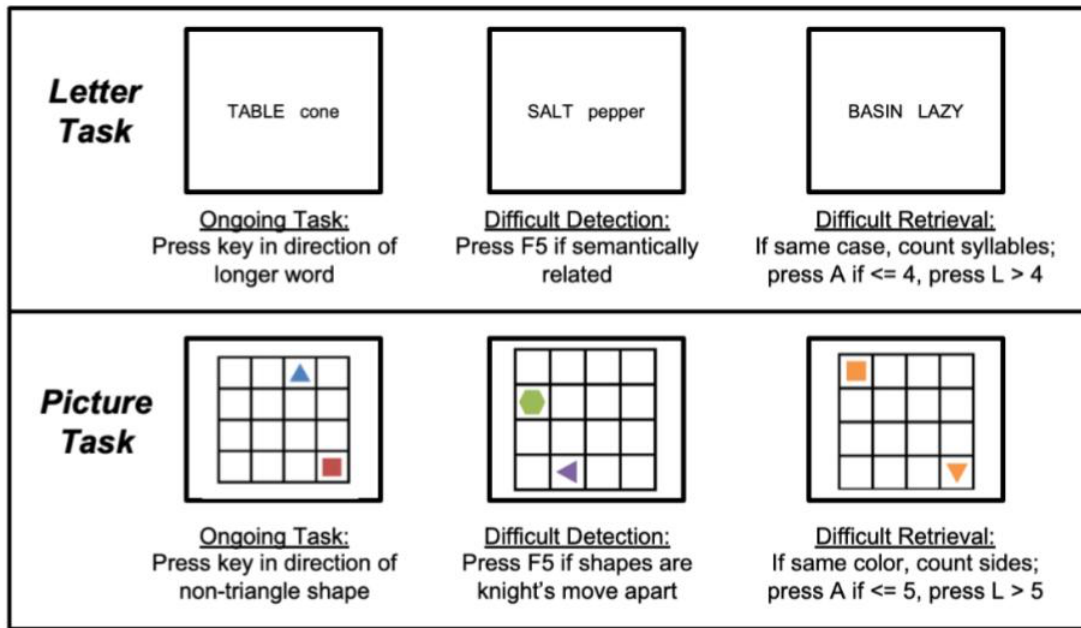 Letter
Task
TABLE cone
SALT pepper
BASIN LAZY
Ongoing Task:
Press key in direction of
longer word
Difficult Detection:
Press F5 if semantically
related
Difficult Retrieval:
If same case, count syllables;
press A if <= 4, press L > 4
Picture
Task
Ongoing Task:
Press key in direction of
non-triangle shape
Difficult Detection:
Press F5 if shapes are
knight's move apart
Difficult Retrieval:
If same color, count sides;
press A if <= 5, press L > 5